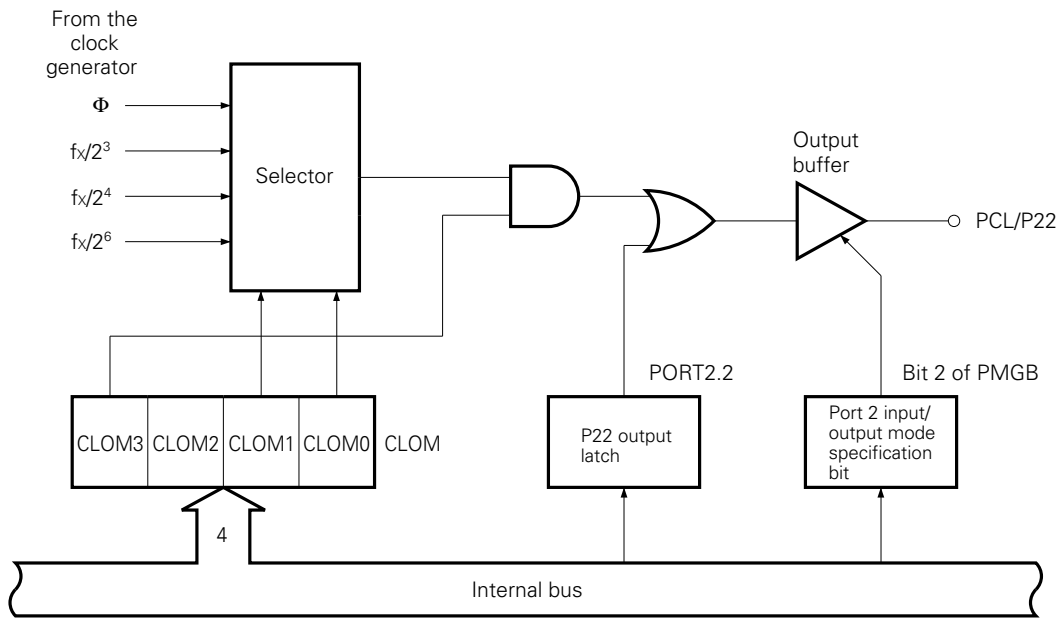 From the
clock
generator
Φ
fx/2³
fx/2⁴
fx/2⁶
Selector
Output
buffer
PCL/P22
PORT2.2
Bit 2 of PMGB
CLOM3 CLOM2 CLOM1 CLOM0 CLOM
P22 output
latch
Port 2 input/
output mode
specification
bit
4
Internal bus